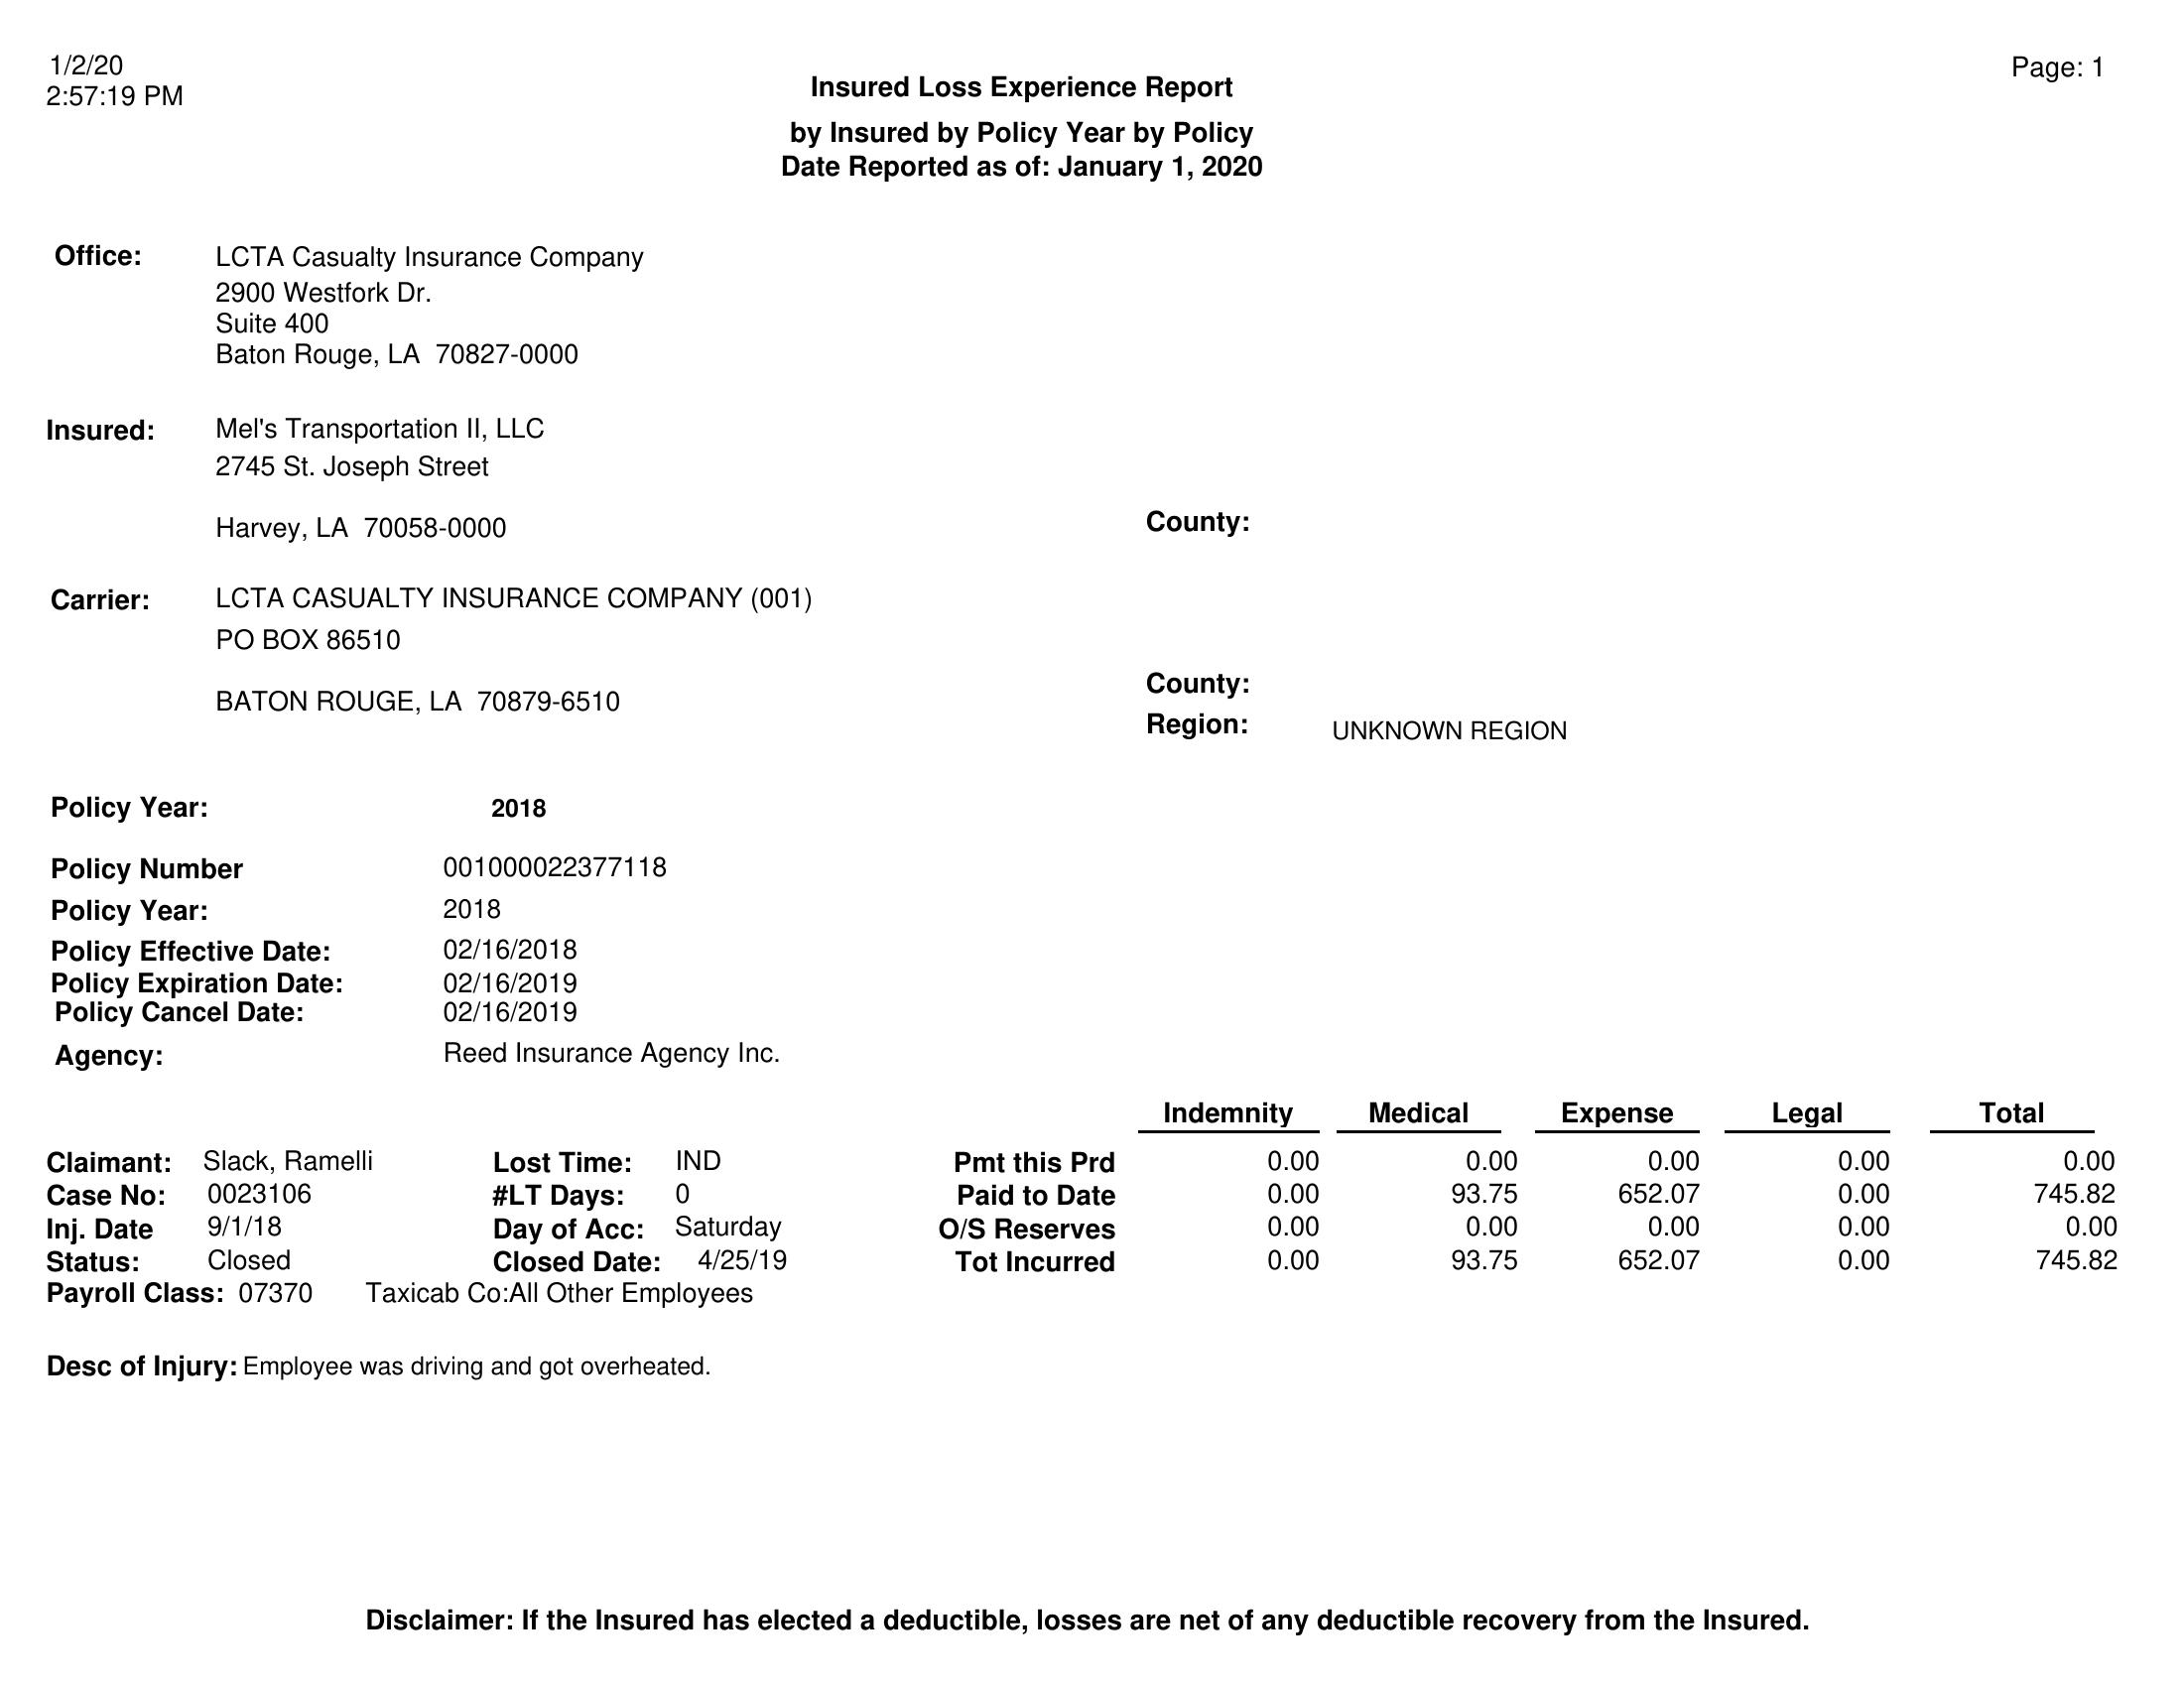 1/2/20
Page: 1
2:57:19 PM
Insured Loss Experience Report
by Insured by Policy Year by Policy
Date Reported as of: January 1, 2020
Office: LCTA Casualty Insurance Company
2900 Westfork Dr.
Suite 400
Baton Rouge, LA 70827-0000
Insured: Mel's Transportation II, LLC
2745 St. Joseph Street
Harvey, LA 70058-0000 County:
Carrier: LCTA CASUALTY INSURANCE COMPANY (001)
PO BOX 86510
County:
BATON ROUGE, LA 70879-6510
Region: UNKNOWN REGION
Policy Year: 2018
Policy Number 001000022377118
Policy Year: 2018
Policy Effective Date: 02/16/2018
Policy Expiration Date: 02/16/2019
Policy Cancel Date: 02/16/2019
Agency: Reed Insurance Agency Inc.
Indemnity Medical Expense Legal Total
Claimant: Slack, Ramelli Lost Time: IND Pmt this Prd 0.00 0.00 0.00 0.00 0.00
Case No: 0023106 #LT Days: 0 Paid to Date 0.00 93.75 652.07 0.00 745.82
Inj. Date 9/1/18 Day of Acc: Saturday O/S Reserves 0.00 0.00 0.00 0.00 0.00
Status: Closed Closed Date: 4/25/19 Tot Incurred 0.00 93.75 652.07 0.00 745.82
Payroll Class: 07370 Taxicab Co:All Other Employees
Desc of Injury: Employee was driving and got overheated.
Disclaimer: If the Insured has elected a deductible, losses are net of any deductible recovery from the Insured.